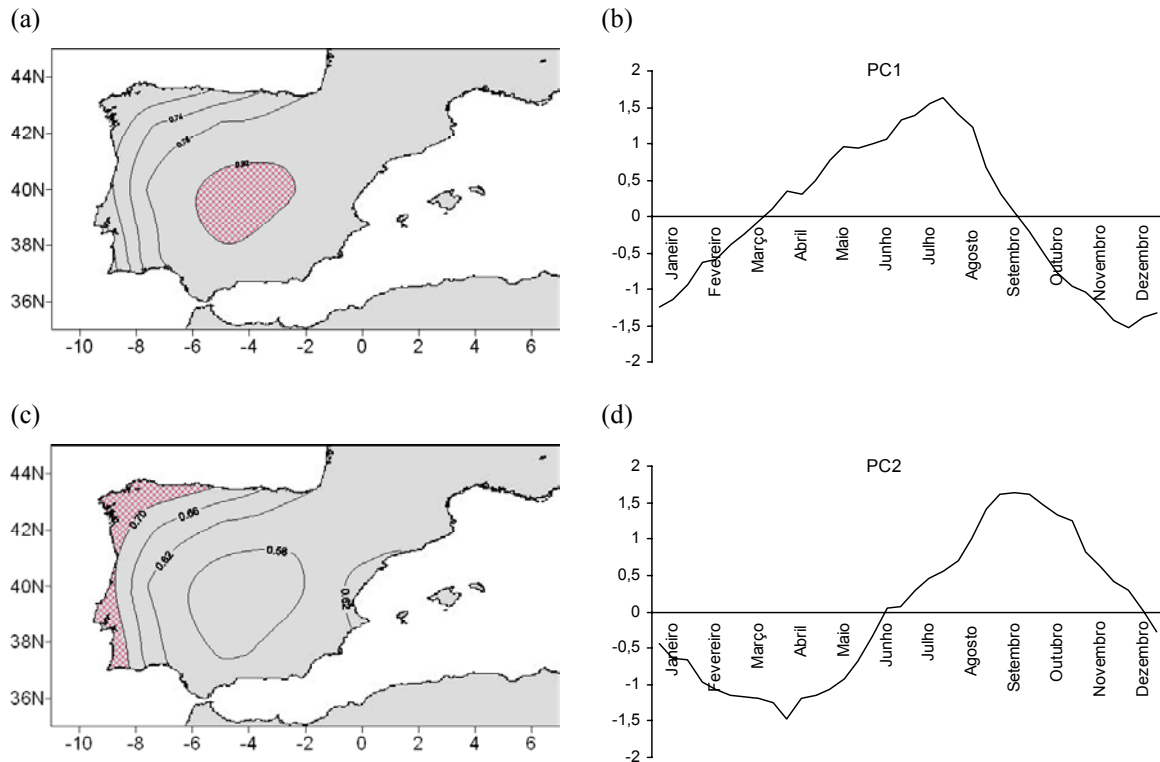 (a)
44N
42N
40N
38N
36N
-10 -8 -6 -4 -2 0 2 4 6
0.74
0.78
(b)
PC1
2
1,5
1
0,5
0
-0,5
-1
-1,5
-2
Janeiro
Fevereiro
Março
Abril
Maio
Junho
Julho
Agosto
Setembro
Outubro
Novembro
Dezembro
(c)
44N
42N
40N
38N
36N
-10 -8 -6 -4 -2 0 2 4 6
0.70
0.66
0.62
0.58
0.62
(d)
PC2
2
1,5
1
0,5
0
-0,5
-1
-1,5
-2
Janeiro
Fevereiro
Março
Abril
Maio
Junho
Julho
Agosto
Setembro
Outubro
Novembro
Dezembro